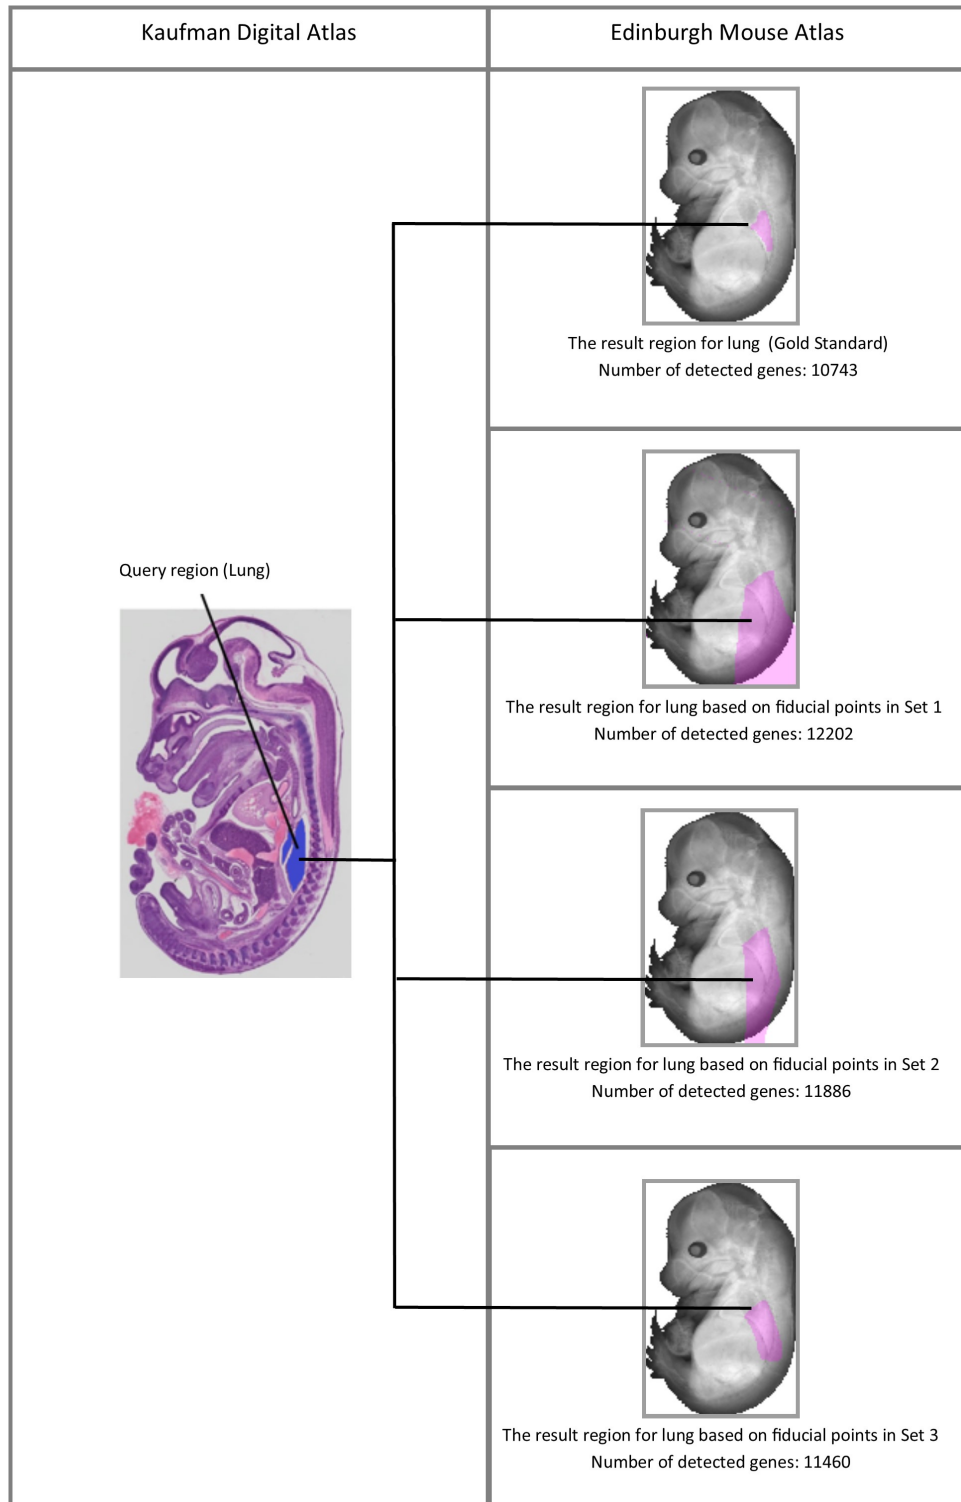 Kaufman Digital Atlas
Edinburgh Mouse Atlas
The result region for lung (Gold Standard)
Number of detected genes: 10743
Query region (Lung)
The result region for lung based on fiducial points in Set 1
Number of detected genes: 12202
The result region for lung based on fiducial points in Set 2
Number of detected genes: 11886
The result region for lung based on fiducial points in Set 3
Number of detected genes: 11460